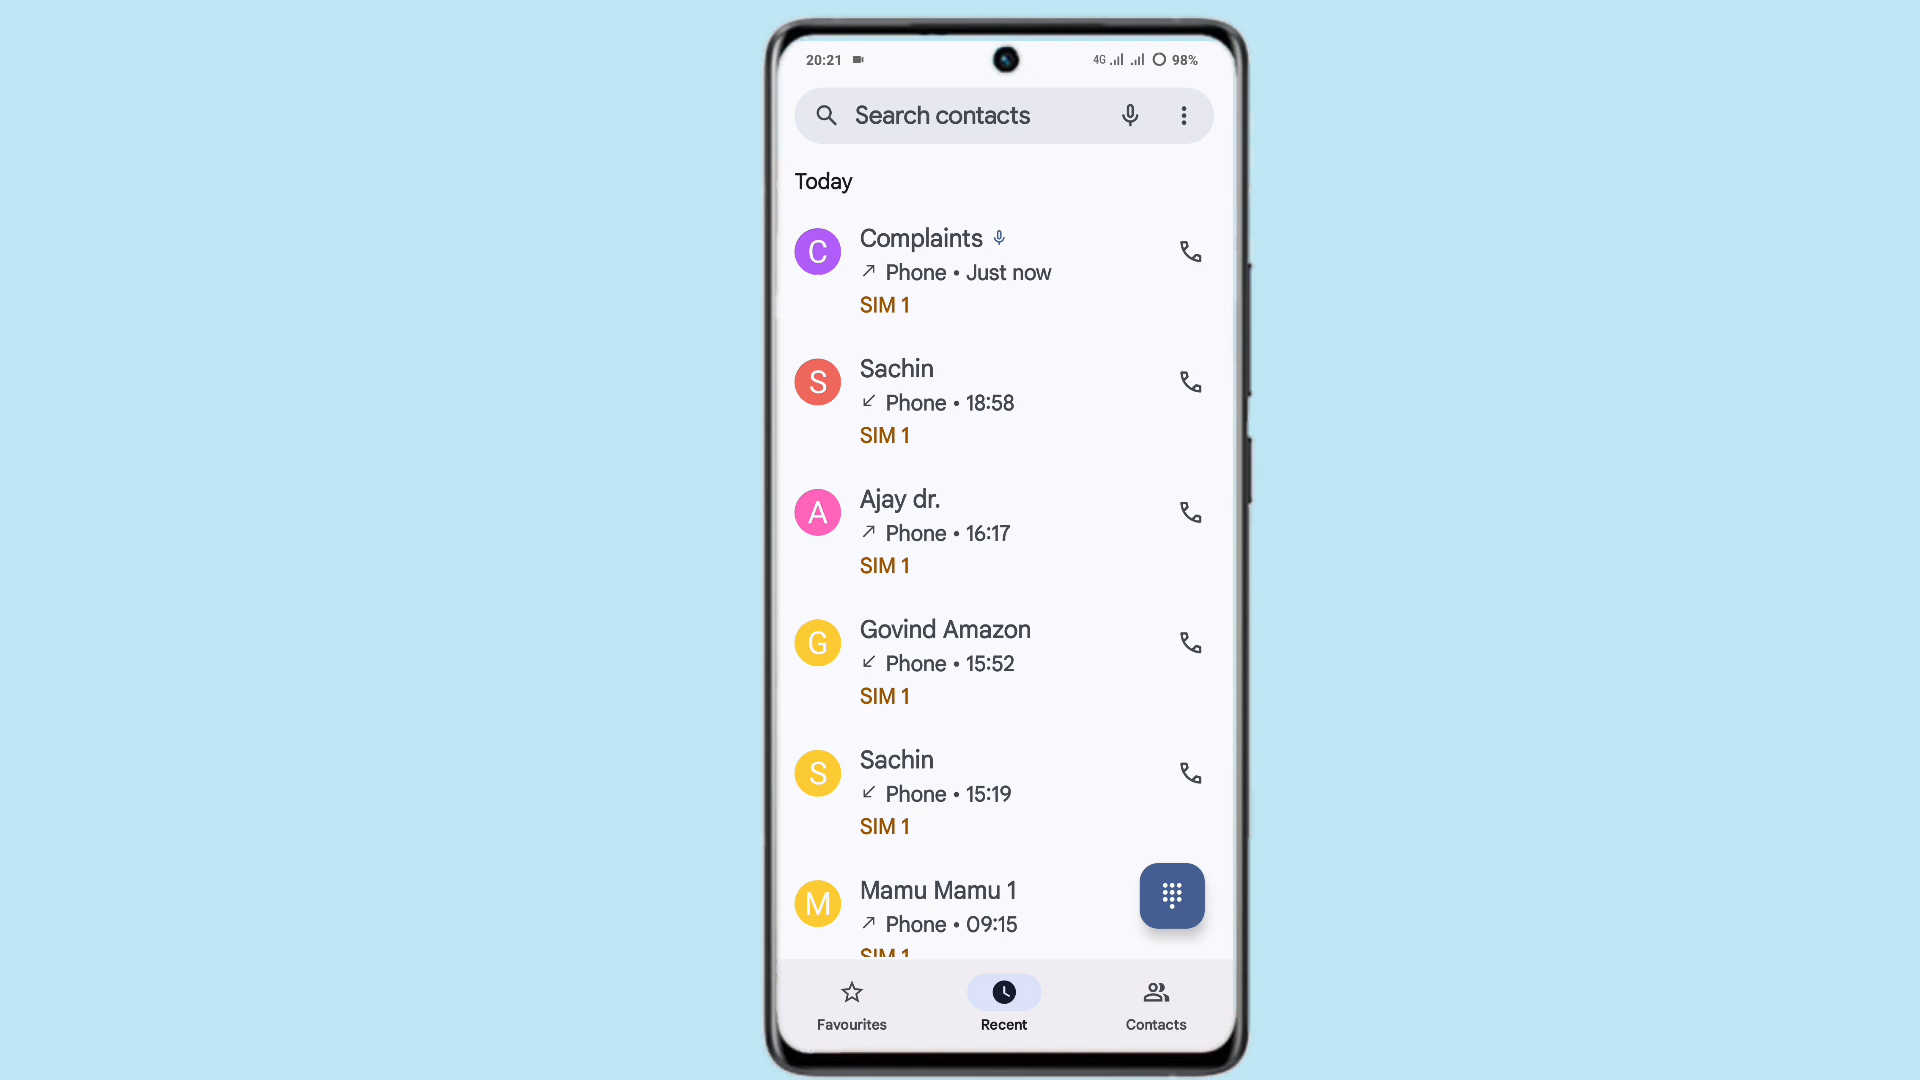 20:21
4G 98%
Search contacts
Today
C
Complaints
Phone • Just now
SIM 1
S
Sachin
Phone • 18:58
SIM 1
A
Ajay dr.
Phone • 16:17
SIM 1
G
Govind Amazon
Phone • 15:52
SIM 1
S
Sachin
Phone • 15:19
SIM 1
M
Mamu Mamu 1
Phone • 09:15
SIM 1
Favourites
Recent
Contacts